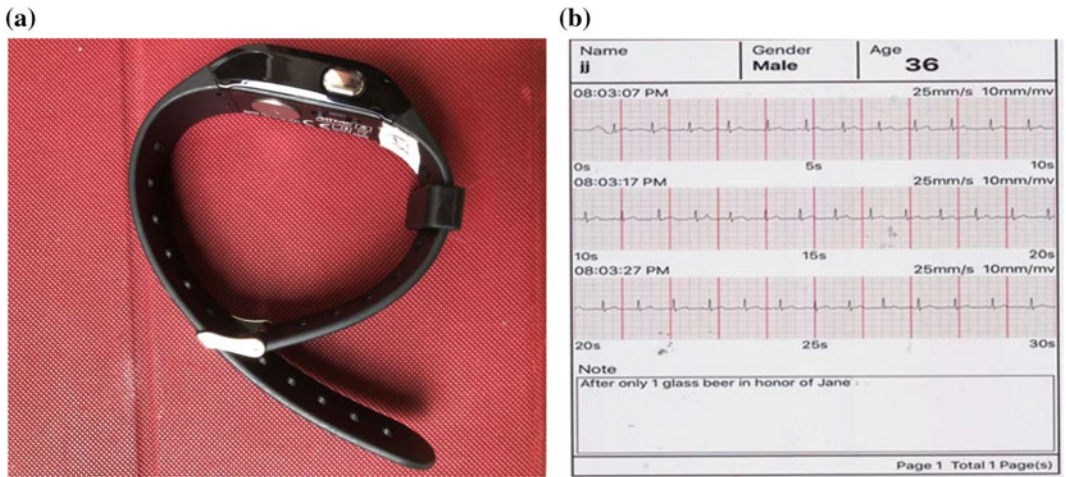 (a)
(b)
Name Gender Age
jj Male 36
08:03:07 PM 25mm/s 10mm/mv
0s 5s 10s
08:03:17 PM 25mm/s 10mm/mv
10s 15s 20s
08:03:27 PM 25mm/s 10mm/mv
20s 25s 30s
Note
After only 1 glass beer in honor of Jane
Page 1 Total 1 Page(s)